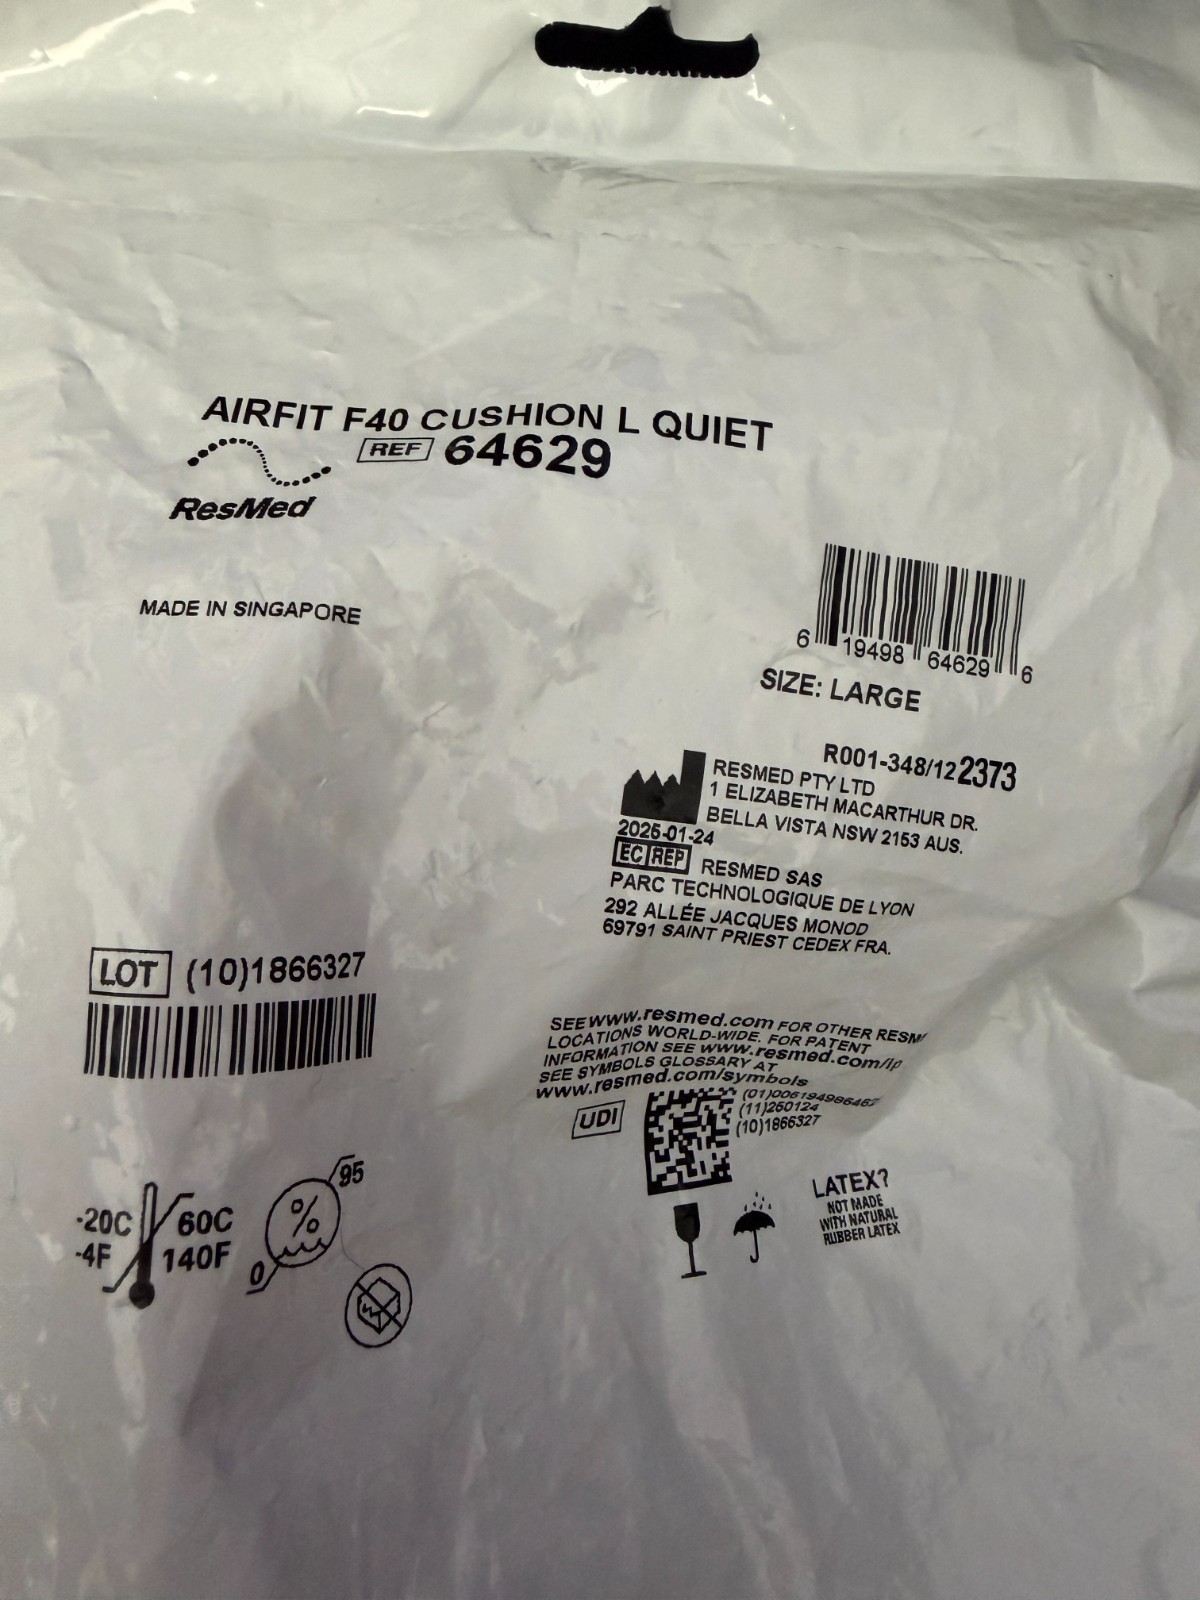 AIRFIT F40 CUSHION L QUIET
REF 64629
ResMed
MADE IN SINGAPORE
6 19498 64629 6
SIZE: LARGE
R001-348/12 2373
RESMED PTY LTD
1 ELIZABETH MACARTHUR DR.
BELLA VISTA NSW 2153 AUS.
2025-01-24
EC REP RESMED SAS
PARC TECHNOLOGIQUE DE LYON
292 ALLÉE JACQUES MONOD
69791 SAINT PRIEST CEDEX FRA.
LOT (10)1866327
SEE www.resmed.com FOR OTHER RESM
LOCATIONS WORLD-WIDE. FOR PATENT
INFORMATION SEE www.resmed.com/ip
SEE SYMBOLS GLOSSARY AT
www.resmed.com/symbols
UDI
(11)250124
(10)1866327
-20C 60C
-4F 140F
95
%
0
LATEX?
NOT MADE
WITH NATURAL
RUBBER LATEX